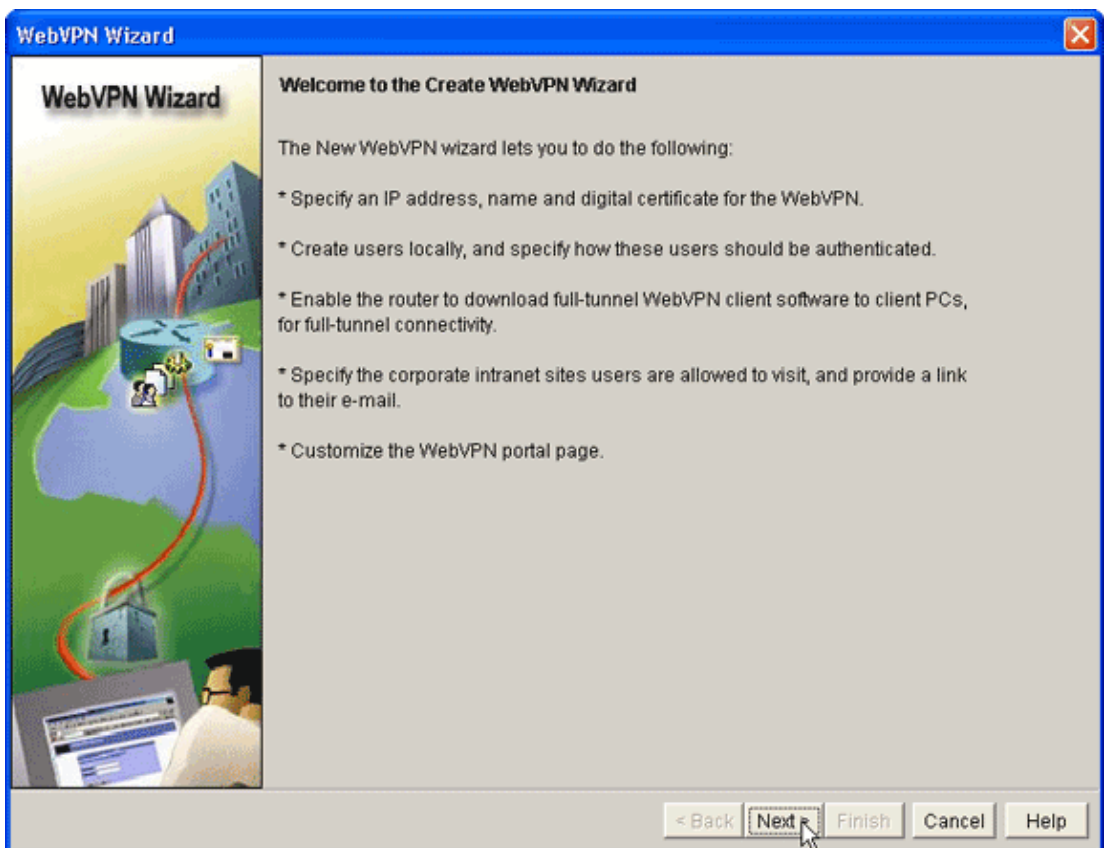 WebVPN Wizard
WebVPN Wizard
Welcome to the Create WebVPN Wizard
The New WebVPN wizard lets you to do the following:
* Specify an IP address, name and digital certificate for the WebVPN.
* Create users locally, and specify how these users should be authenticated.
* Enable the router to download full-tunnel WebVPN client software to client PCs,
for full-tunnel connectivity.
* Specify the corporate intranet sites users are allowed to visit, and provide a link
to their e-mail.
* Customize the WebVPN portal page.
< Back Next > Finish Cancel Help